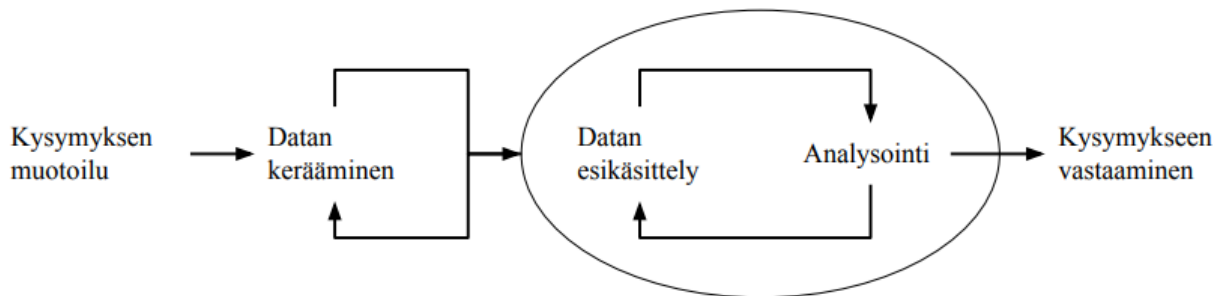 Kysymyksen
muotoilu
Datan
kerääminen
Datan
esikäsittely
Analysointi
Kysymykseen
vastaaminen